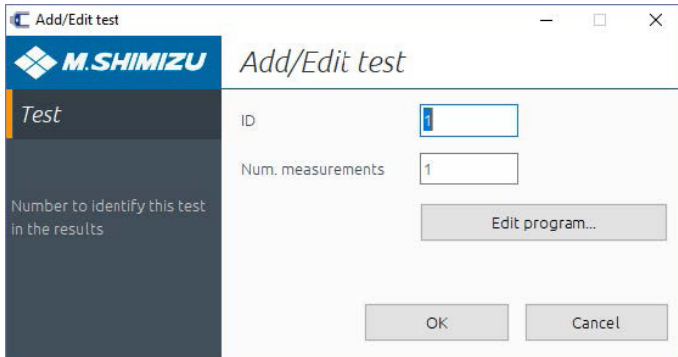 Add/Edit test
M.SHIMIZU
Add/Edit test
Test
ID
1
Num. measurements
1
Number to identify this test
in the results
Edit program...
OK
Cancel